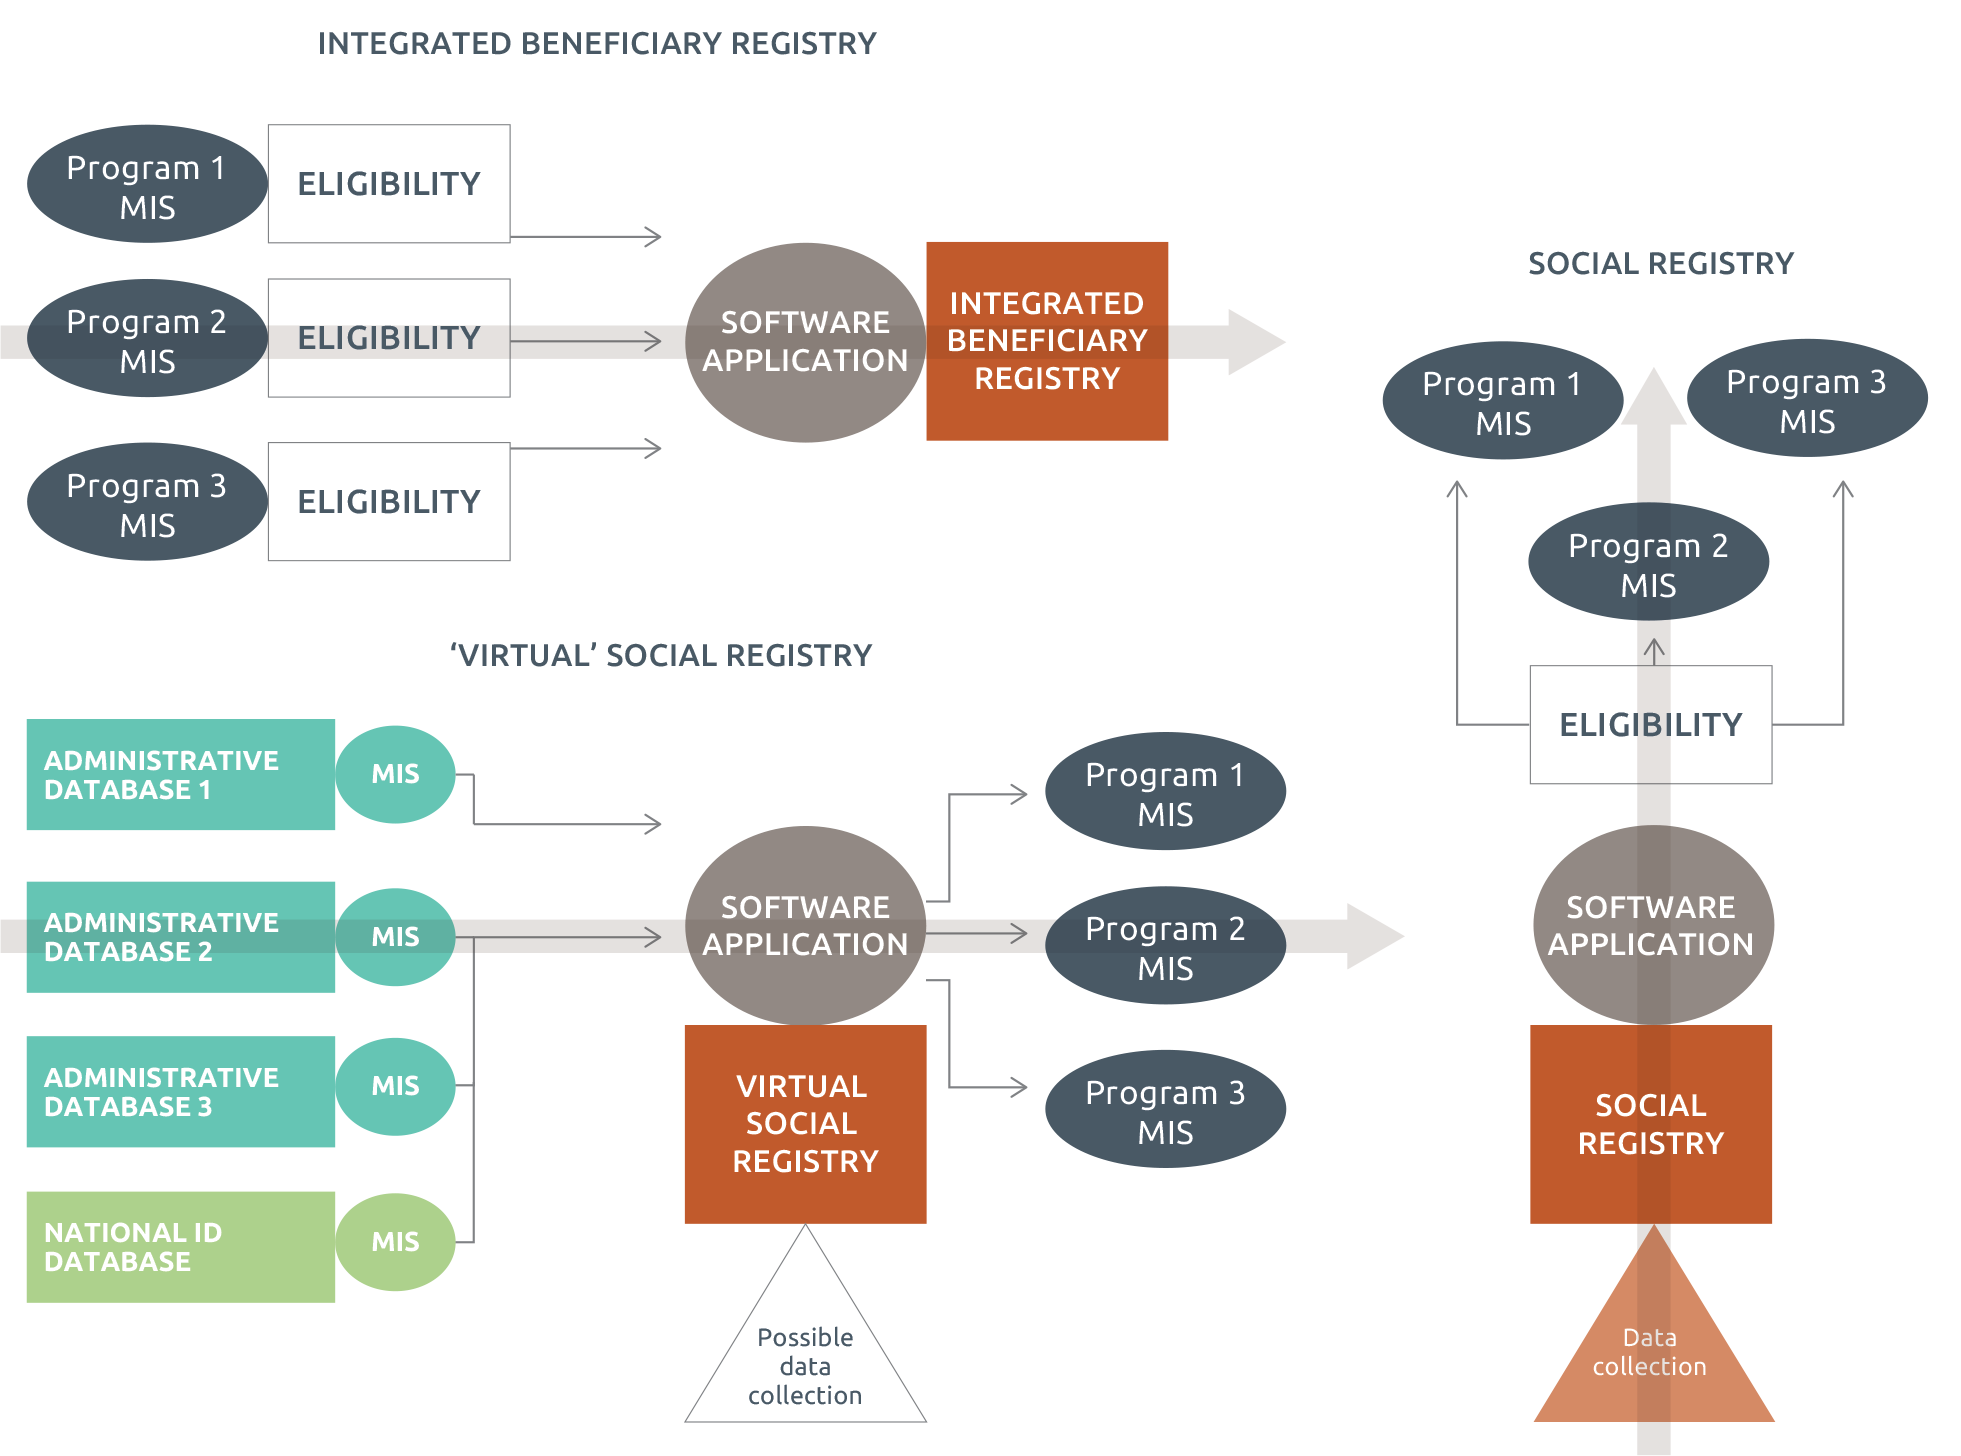 INTEGRATED BENEFICIARY REGISTRY
Program 1
MIS
ELIGIBILITY
Program 2
MIS
ELIGIBILITY
Program 3
MIS
ELIGIBILITY
SOFTWARE
APPLICATION
INTEGRATED
BENEFICIARY
REGISTRY
‘VIRTUAL’ SOCIAL REGISTRY
ADMINISTRATIVE
DATABASE 1
MIS
ADMINISTRATIVE
DATABASE 2
MIS
ADMINISTRATIVE
DATABASE 3
MIS
NATIONAL ID
DATABASE
MIS
SOFTWARE
APPLICATION
VIRTUAL
SOCIAL
REGISTRY
Possible
data
collection
Program 1
MIS
Program 2
MIS
Program 3
MIS
SOCIAL REGISTRY
Program 1
MIS
Program 3
MIS
Program 2
MIS
ELIGIBILITY
SOFTWARE
APPLICATION
SOCIAL
REGISTRY
Data
collection